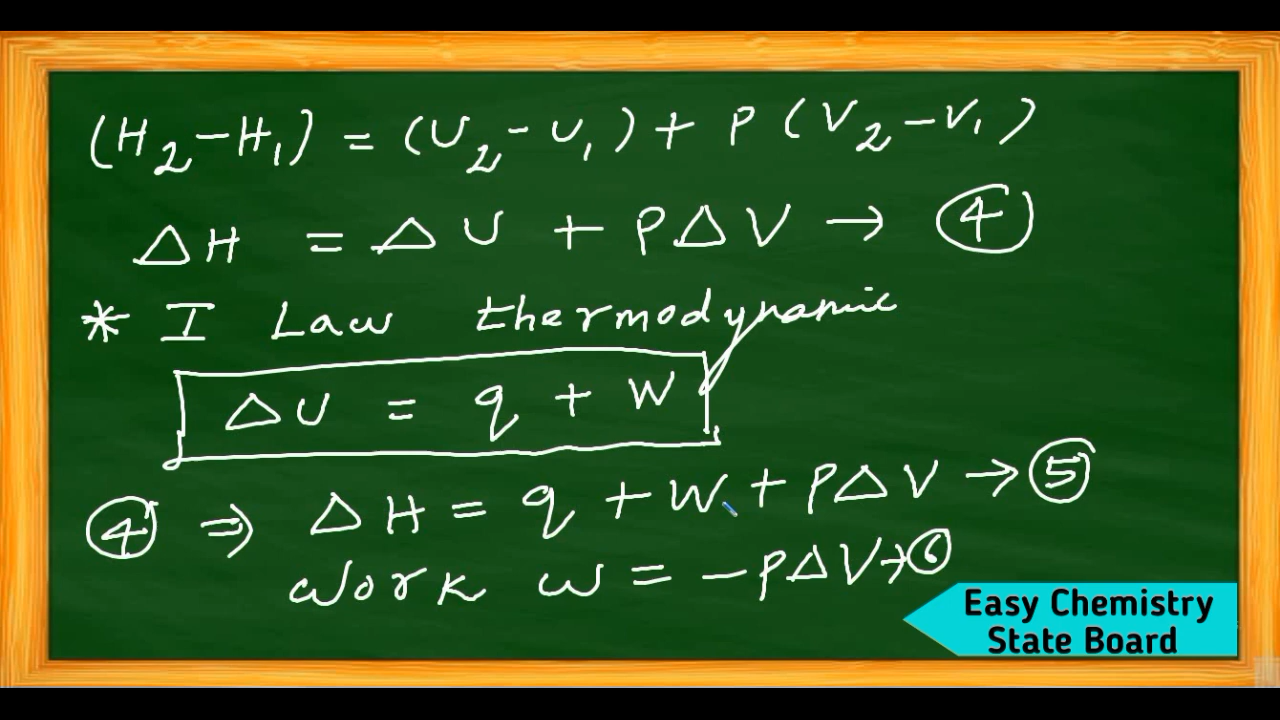 (H₂-H₁) = (U₂-U₁) + P (V₂-V₁)
ΔH = ΔU + PΔV → ④
* I Law thermodynamic
ΔU = q + W
④ ⇒ ΔH = q + W + PΔV → ⑤
Work W = -PΔV → ⑥
Easy Chemistry
State Board